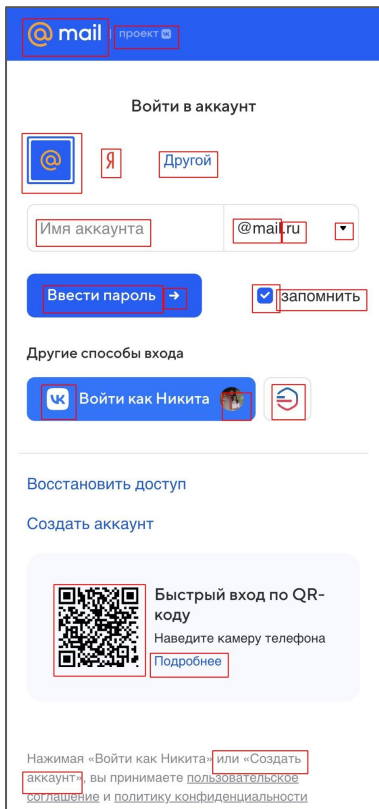 @ mail проект
Войти в аккаунт
@ Я Другой
Имя аккаунта @mail.ru
Ввести пароль → запомнить
Другие способы входа
Войти как Никита
Восстановить доступ
Создать аккаунт
Быстрый вход по QR-
коду
Наведите камеру телефона
Подробнее
Нажимая «Войти как Никита» или «Создать
аккаунт», вы принимаете пользовательское
соглашение и политику конфиденциальности